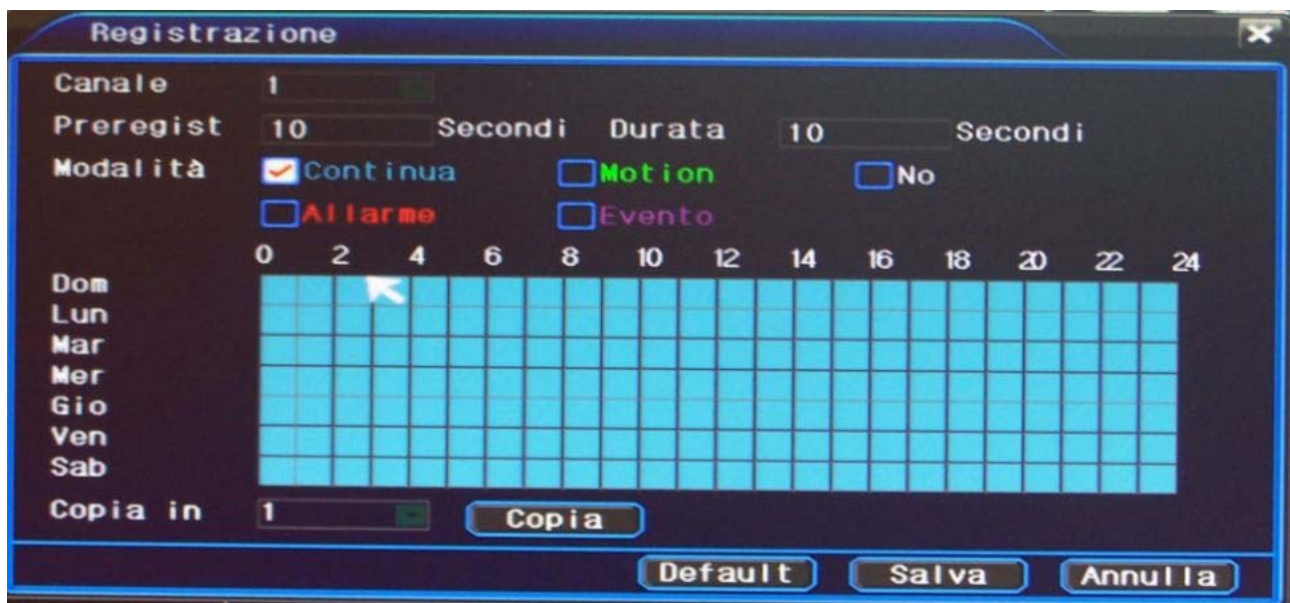 Registrazione
Canale 1
Preregist 10 Secondi Durata 10 Secondi
Modalità Continua Motion No
Allarme Evento
0 2 4 6 8 10 12 14 16 18 20 22 24
Dom
Lun
Mar
Mer
Gio
Ven
Sab
Copia in 1 Copia
Default Salva Annulla